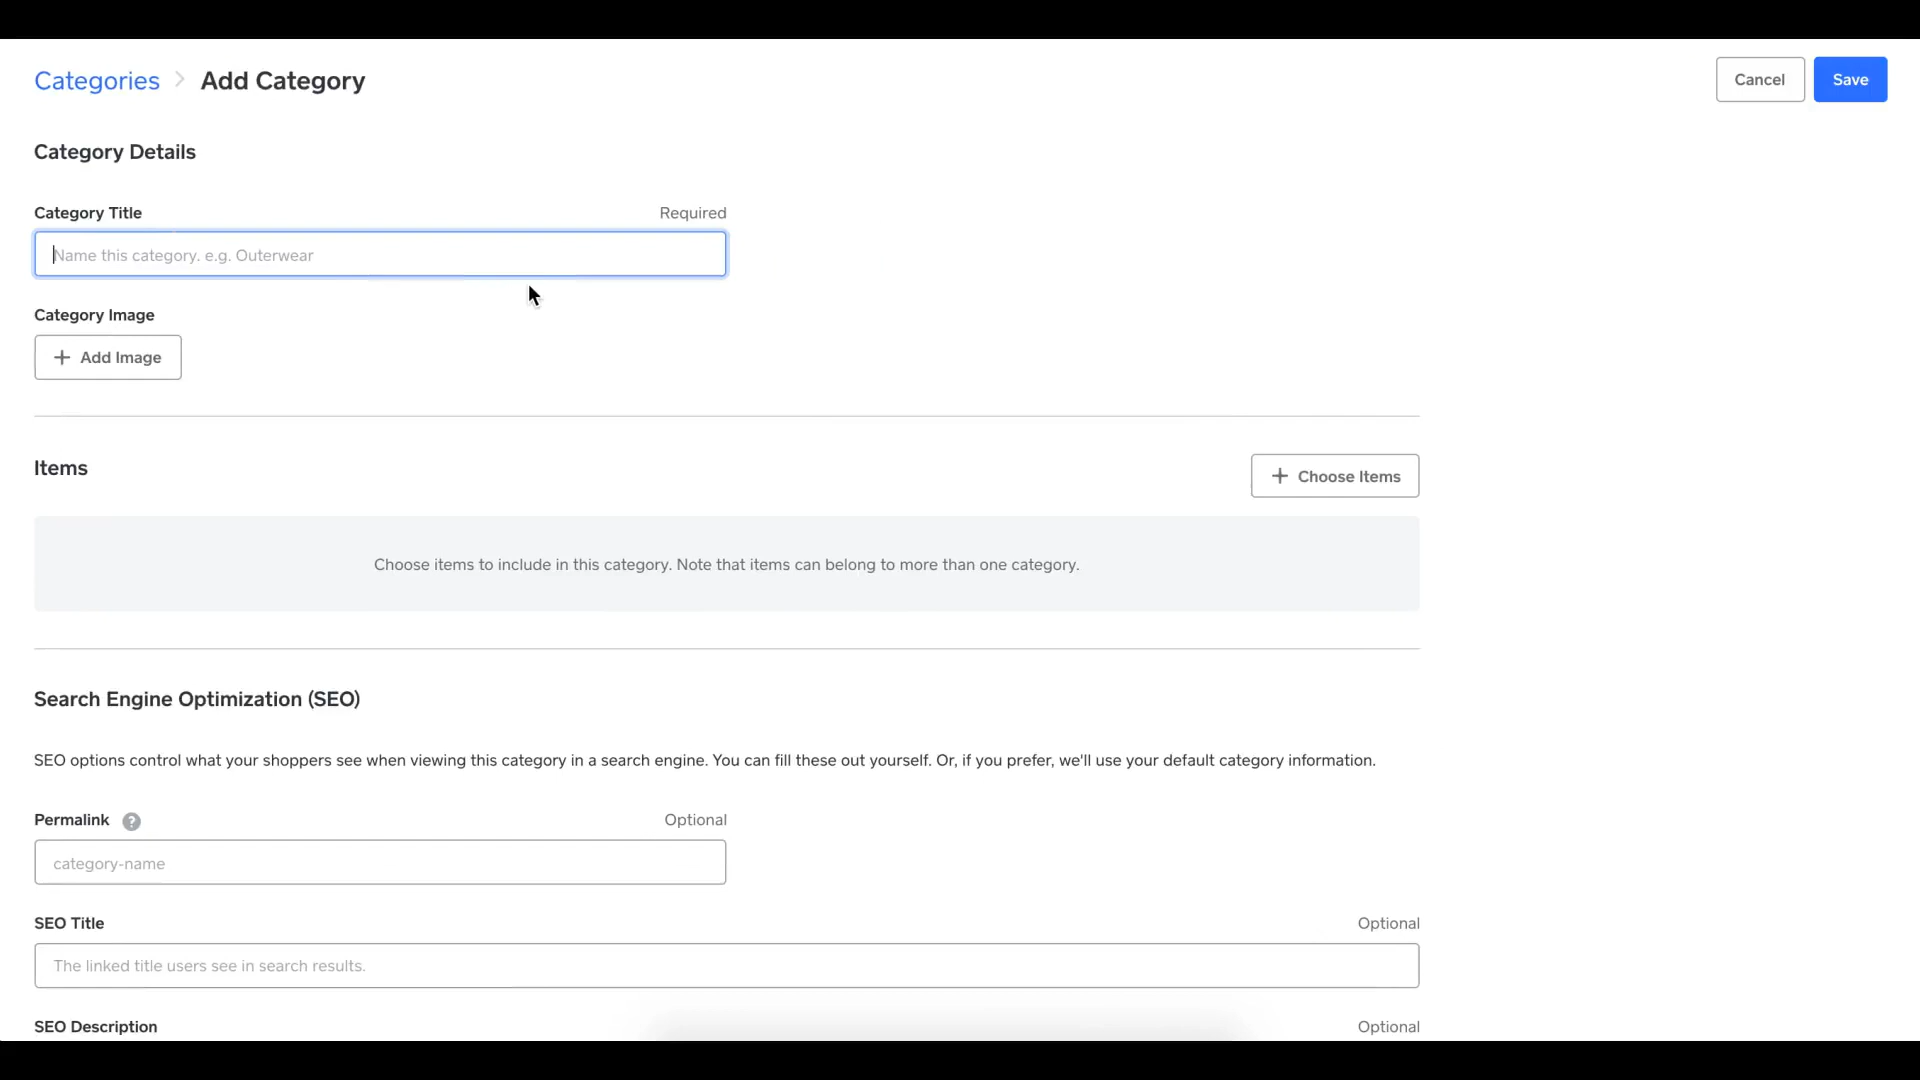 Categories > Add Category
Cancel
Save
Category Details
Category Title
Required
Name this category. e.g. Outerwear
Category Image
+ Add Image
Items
+ Choose Items
Choose items to include in this category. Note that items can belong to more than one category.
Search Engine Optimization (SEO)
SEO options control what your shoppers see when viewing this category in a search engine. You can fill these out yourself. Or, if you prefer, we'll use your default category information.
Permalink ?
Optional
category-name
SEO Title
Optional
The linked title users see in search results.
SEO Description
Optional